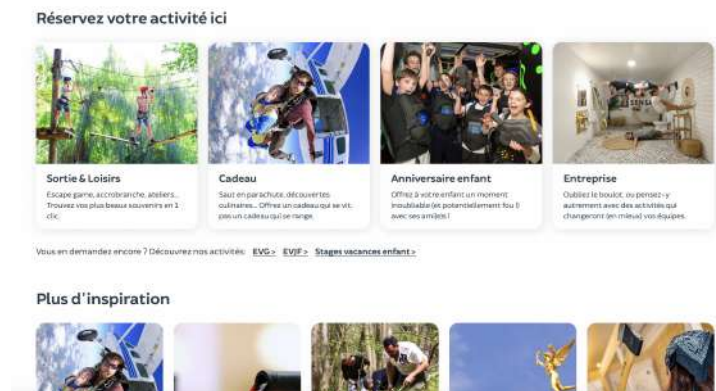 Réservez votre activité ici
Sortie & Loisirs
Escape game, accrobranche, ateliers...
Trouvez vos plus beaux souvenirs en 1
clic.
Cadeau
Saut en parachute, découvertes
culinaires... Offrez un cadeau qui se vit,
pas un cadeau qui se range.
Anniversaire enfant
Offrez à votre enfant un moment
inoubliable (et potentiellement fou !)
avec ses ami(e)s !
Entreprise
Oubliez le boulot, ou pensez-y
autrement avec des activités qui
changeront (en mieux) vos équipes.
Vous en demandez encore ? Découvrez nos activités: EVG > EVJF > Stages vacances enfant >
Plus d'inspiration